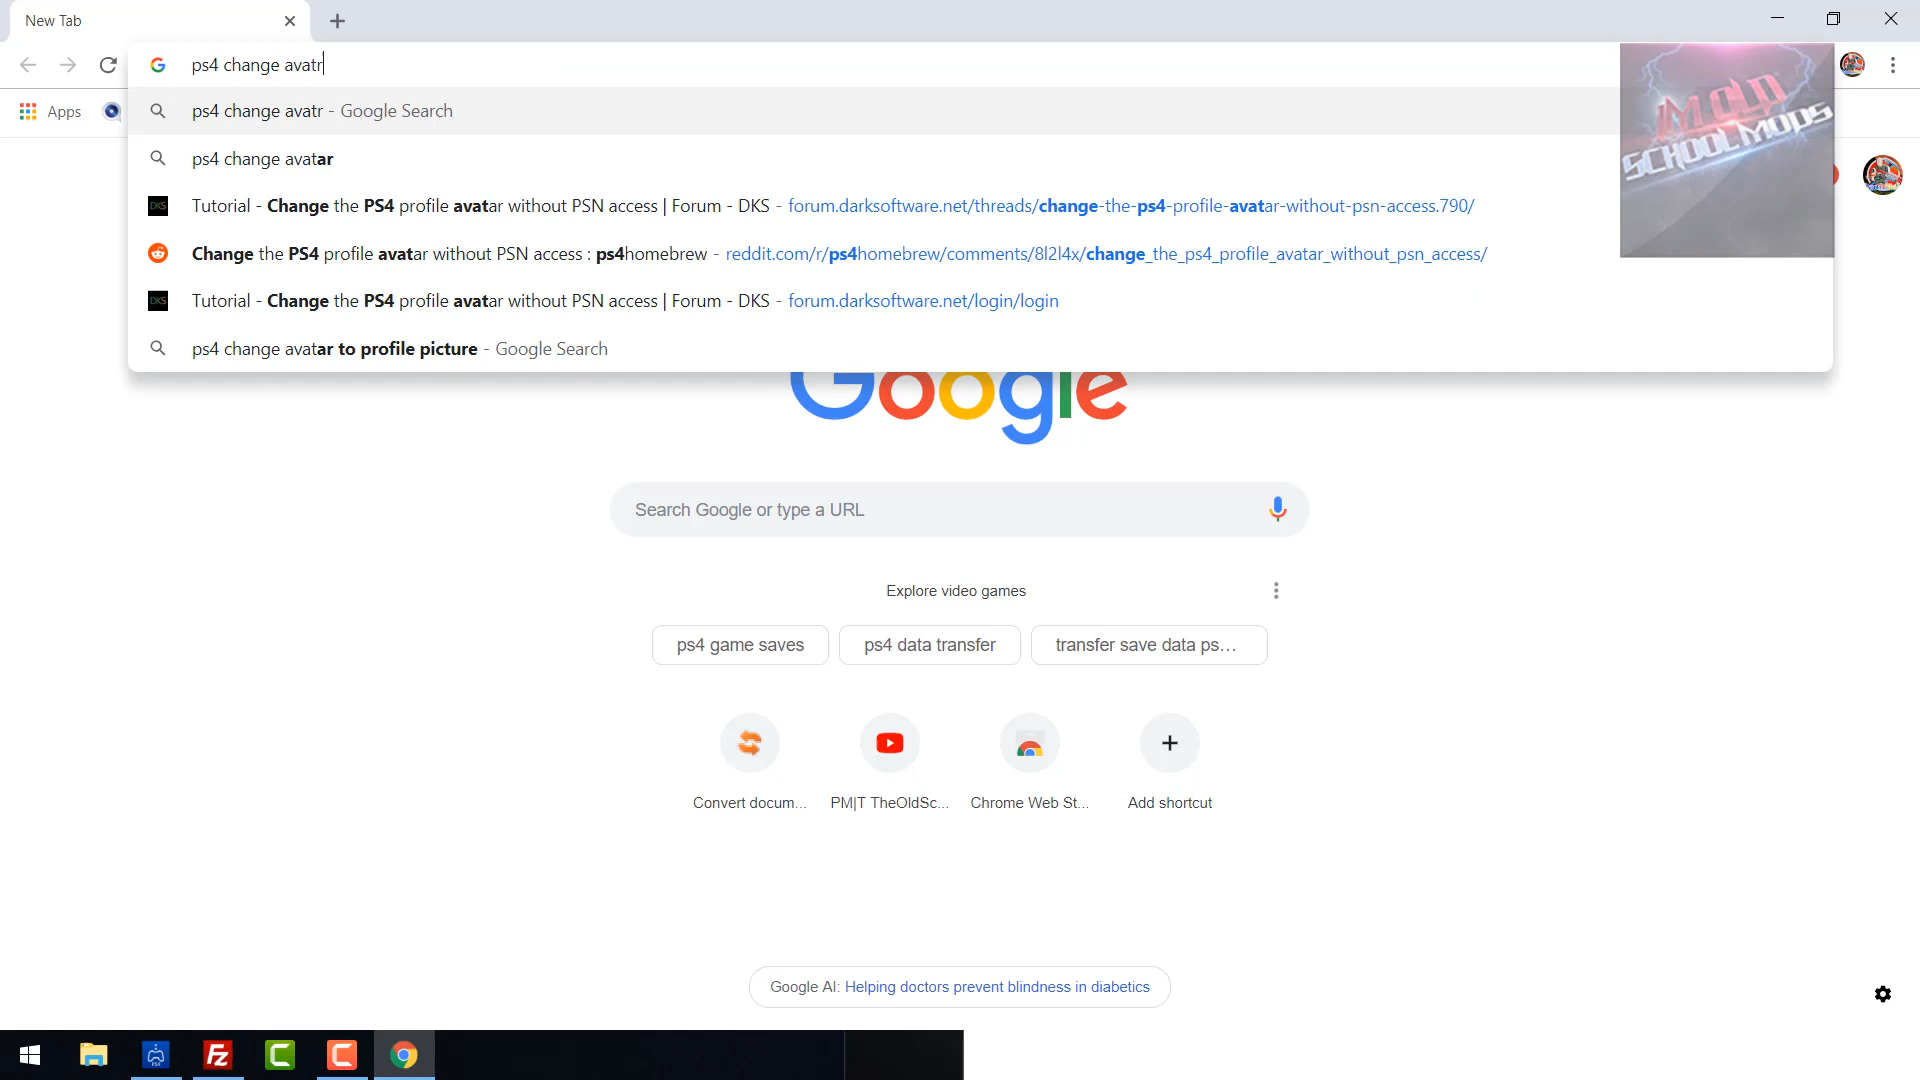 New Tab
ps4 change avatr
ps4 change avatr - Google Search
Apps
ps4 change avatar
Tutorial - Change the PS4 profile avatar without PSN access | Forum - DKS - forum.darksoftware.net/threads/change-the-ps4-profile-avatar-without-psn-access.790/
Change the PS4 profile avatar without PSN access : ps4homebrew - reddit.com/r/ps4homebrew/comments/8l2l4x/change_the_ps4_profile_avatar_without_psn_access/
Tutorial - Change the PS4 profile avatar without PSN access | Forum - DKS - forum.darksoftware.net/login/login
ps4 change avatar to profile picture - Google Search
IM OLD
SCHOOL MODS
Google
Search Google or type a URL
Explore video games
ps4 game saves
ps4 data transfer
transfer save data ps...
Convert docum...
PM|T TheOldSc...
Chrome Web St...
Add shortcut
Google AI: Helping doctors prevent blindness in diabetics